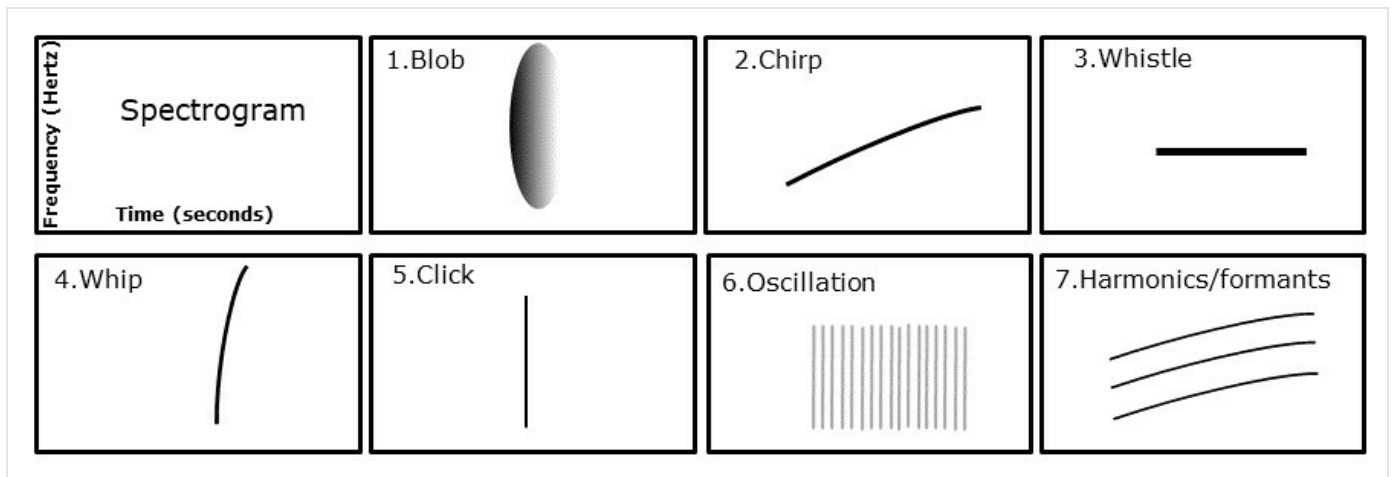 Frequency (Hertz)
Spectrogram
Time (seconds)
1.Blob
2.Chirp
3.Whistle
4.Whip
5.Click
6.Oscillation
7.Harmonics/formants